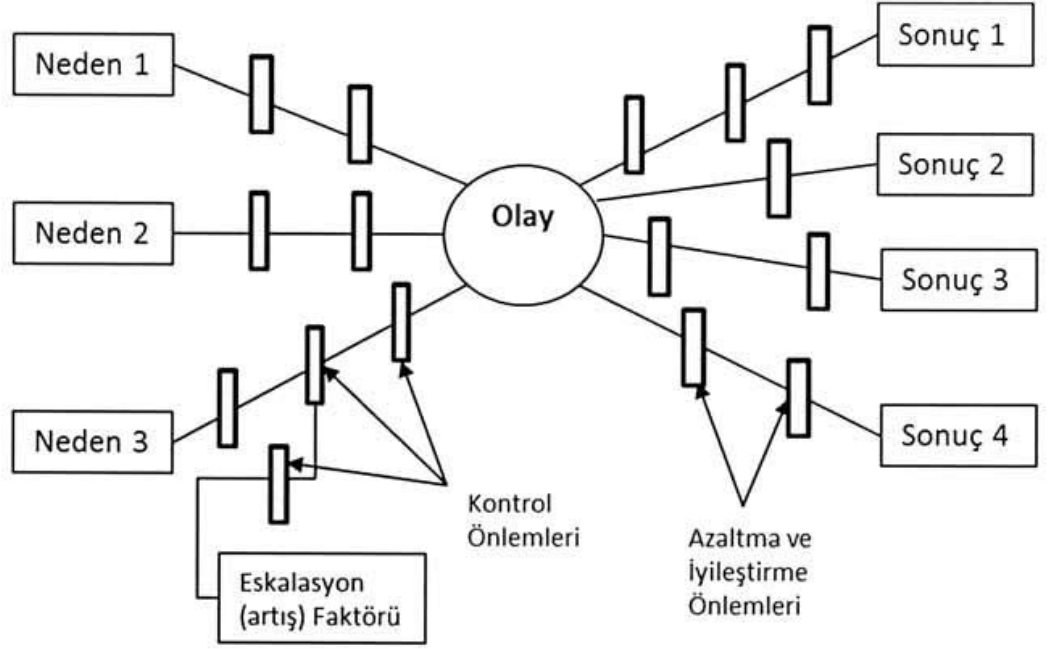 Neden 1
Neden 2
Neden 3
Olay
Sonuç 1
Sonuç 2
Sonuç 3
Sonuç 4
Kontrol
Önlemleri
Azaltma ve
İyileştirme
Önlemleri
Eskalasyon
(artış) Faktörü